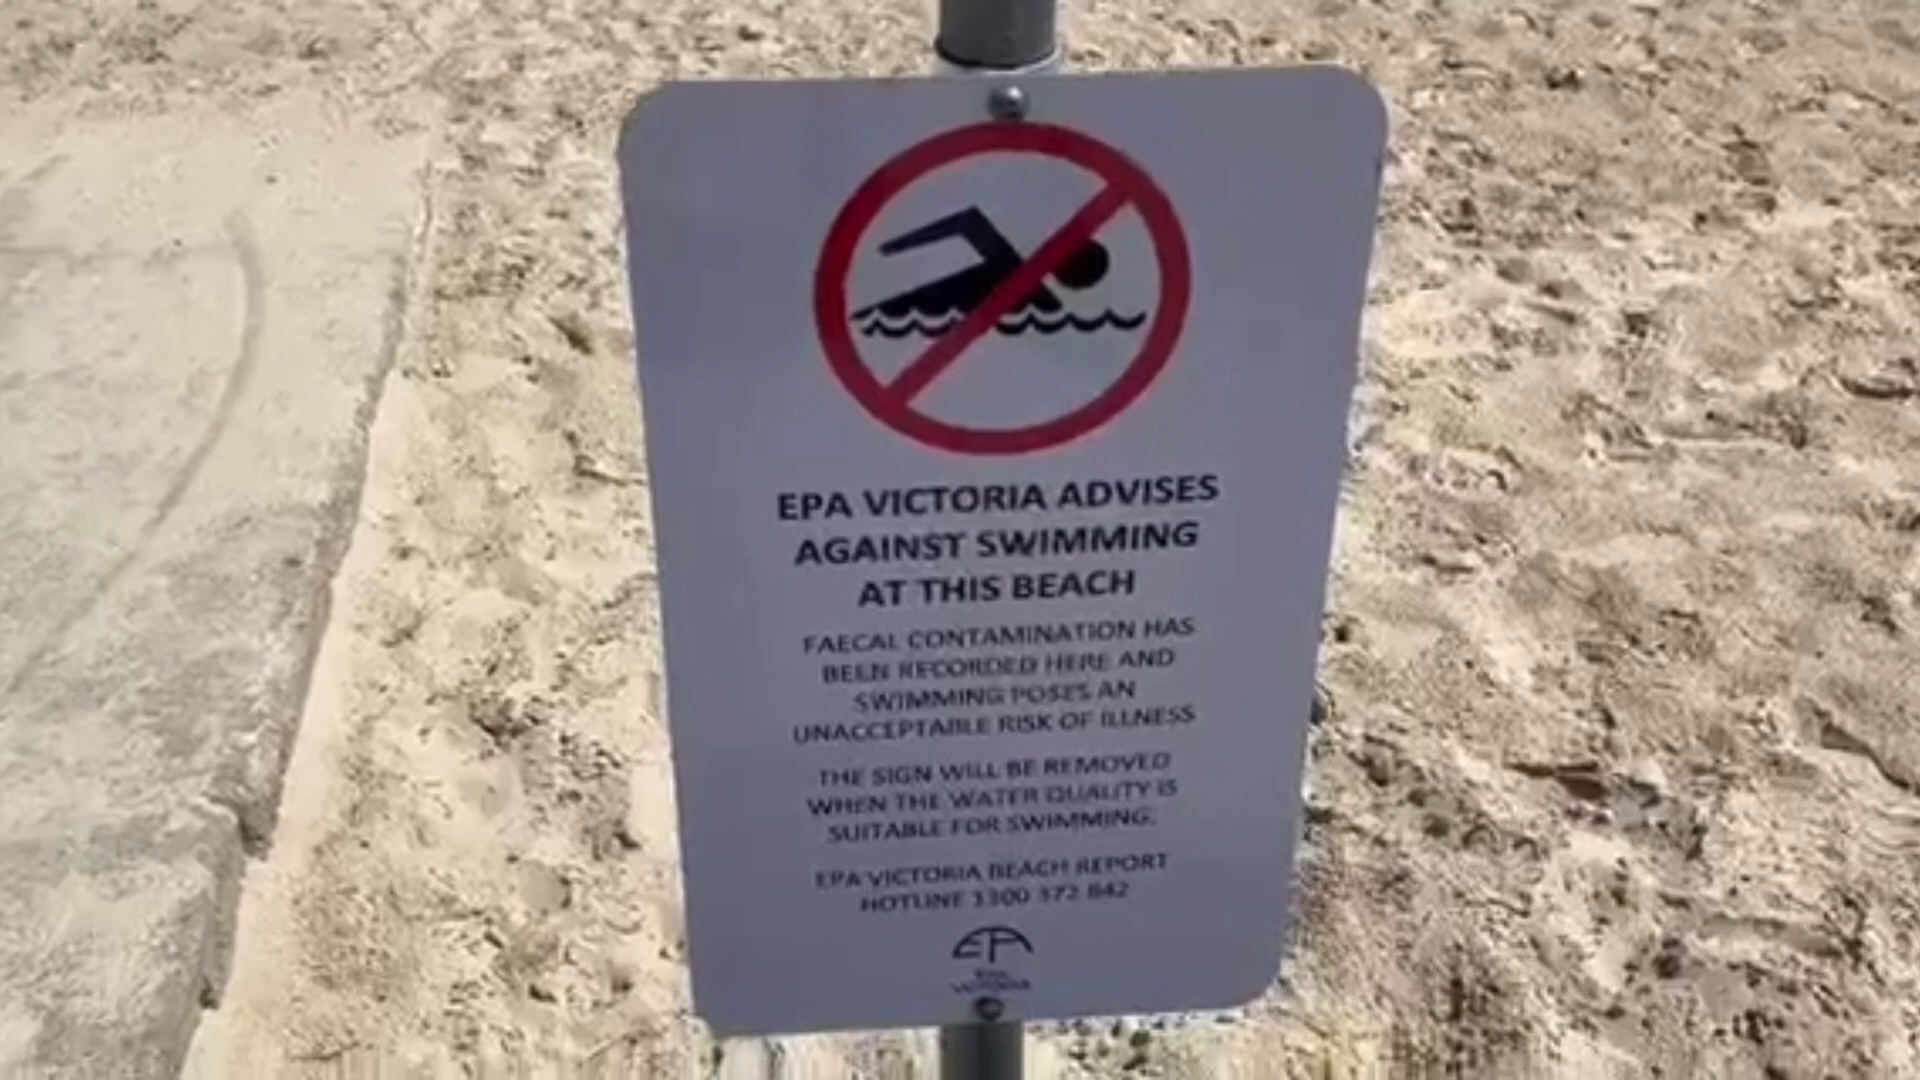 EPA VICTORIA ADVISES
AGAINST SWIMMING
AT THIS BEACH
FAECAL CONTAMINATION HAS
BEEN RECORDED HERE AND
SWIMMING POSES AN
UNACCEPTABLE RISK OF ILLNESS
THE SIGN WILL BE REMOVED
WHEN THE WATER QUALITY IS
SUITABLE FOR SWIMMING.
EPA VICTORIA BEACH REPORT
HOTLINE 1300 372 842
EPA
EPA
VICTORIA